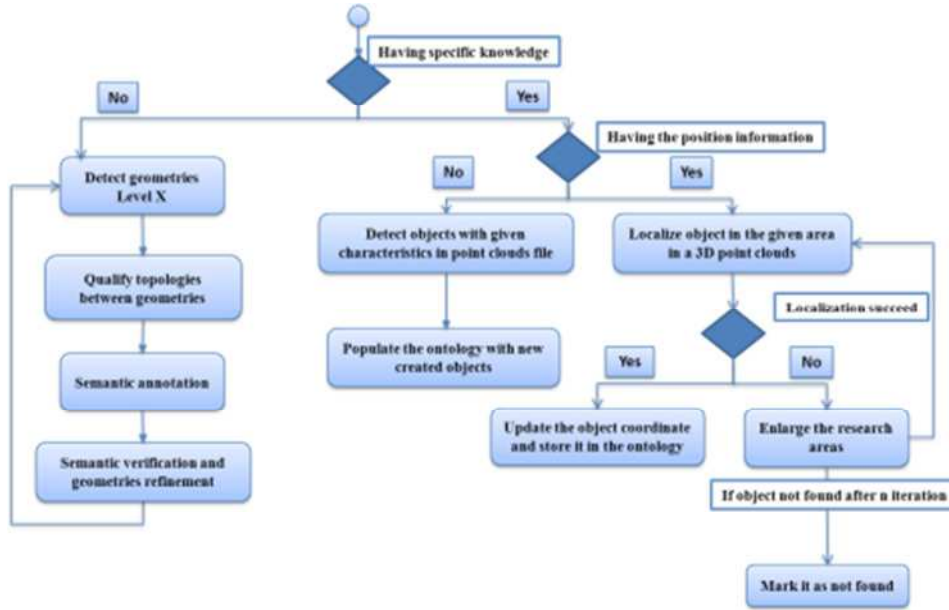 Having specific knowledge
No
Yes
Having the position information
No
Yes
Detect geometries
Level X
Detect objects with given
characteristics in point clouds file
Localize object in the given area
in a 3D point clouds
Qualify topologies
between geometries
Localization succeed
Populate the ontology with new
created objects
Yes
No
Semantic annotation
Update the object coordinate
and store it in the ontology
Enlarge the research
areas
Semantic verification and
geometries refinement
If object not found after n iteration
Mark it as not found